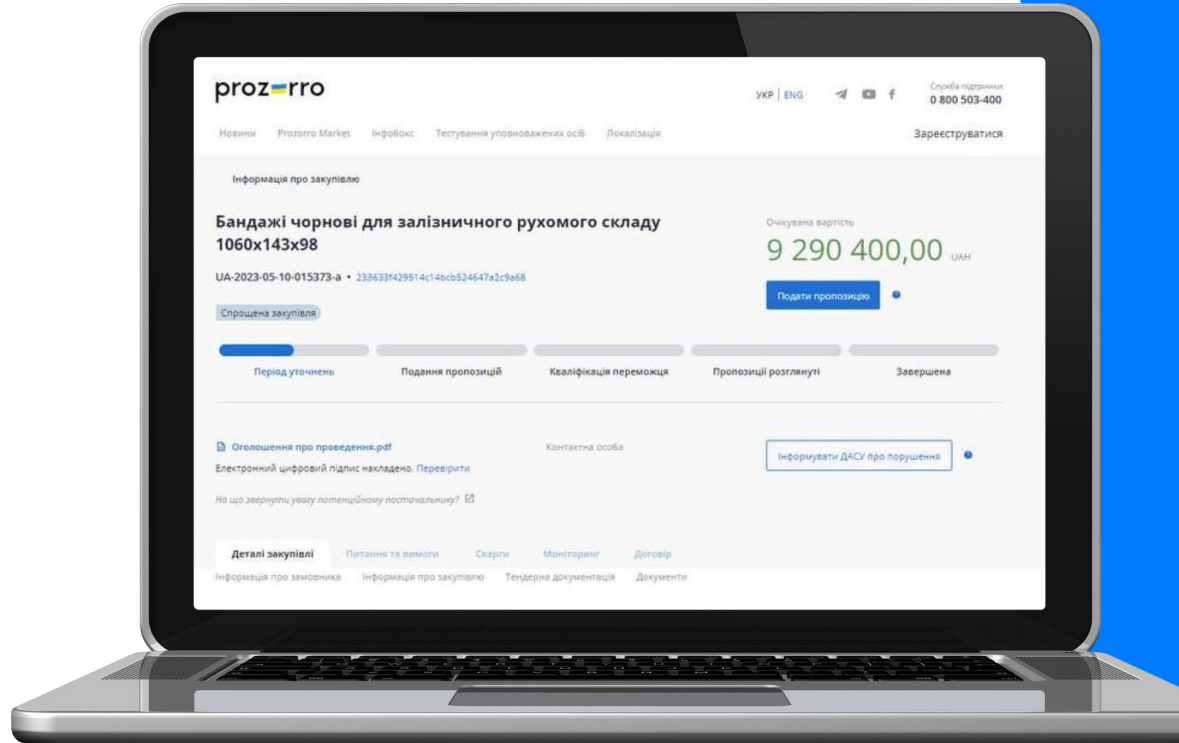 prozorro
УКР | ENG
Служба підтримки
0 800 503-400
Новини Prozorro Market Інфобокс Тестування уповноважених осіб Локалізація
Зареєструватися
Інформація про закупівлю
Бандажі чорнові для залізничного рухомого складу
1060x143x98
Очікувана вартість
9 290 400,00 UAH
UA-2023-05-10-015373-a • 233633f429514c14bcb524647a2c9a68
Подати пропозицію
Спрощена закупівля
Період уточнень Подання пропозицій Кваліфікація переможця Пропозиції розглянуті Завершена
Оголошення про проведення.pdf
Контактна особа
Інформувати ДАСУ про порушення
Електронний цифровий підпис накладено. Перевірити
На що звернути увагу потенційному постачальнику?
Деталі закупівлі Питання та вимоги Скарги Моніторинг Договір
Інформація про замовника Інформація про закупівлю Тендерна документація Документи